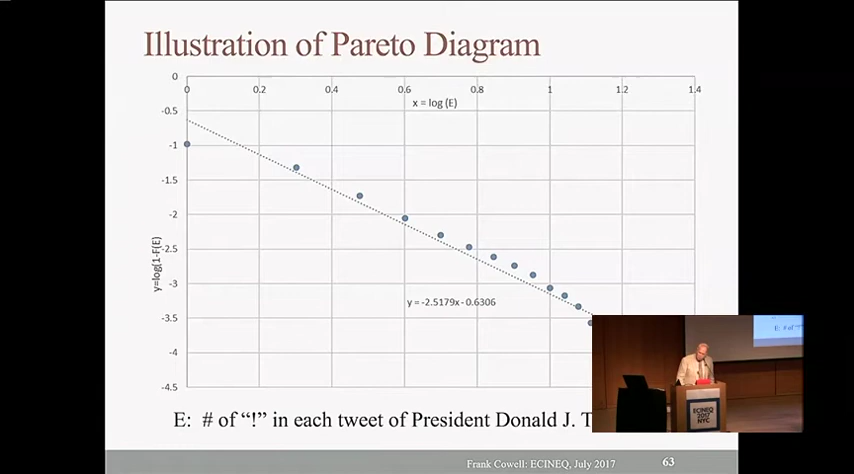 Illustration of Pareto Diagram
0
0 0.2 0.4 0.6 0.8 1 1.2 1.4
x = log (E)
-0.5
-1
-1.5
-2
-2.5
-3
-3.5
-4
-4.5
y=log(1-F(E)
y = -2.5179x - 0.6306
E: # of “!” in each tweet of President Donald J. T
E: # of "!"
ECINEQ
2017
NYC
Frank Cowell: ECINEQ, July 2017 63